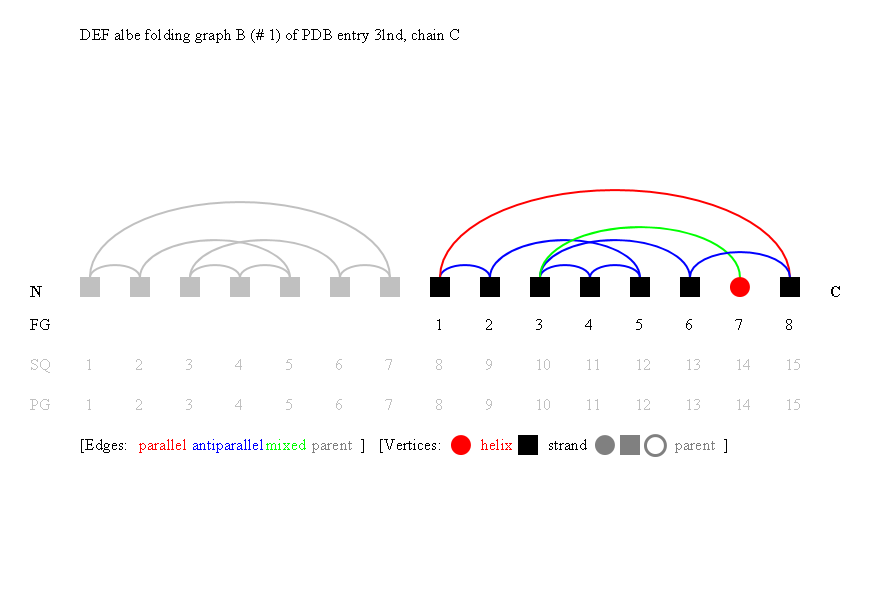 DEF albe folding graph B (# 1) of PDB entry 3lnd, chain C
N C
FG 1 2 3 4 5 6 7 8
SQ 1 2 3 4 5 6 7 8 9 10 11 12 13 14 15
PG 1 2 3 4 5 6 7 8 9 10 11 12 13 14 15
[Edges: parallel antiparallel mixed parent ] [Vertices: helix strand parent ]